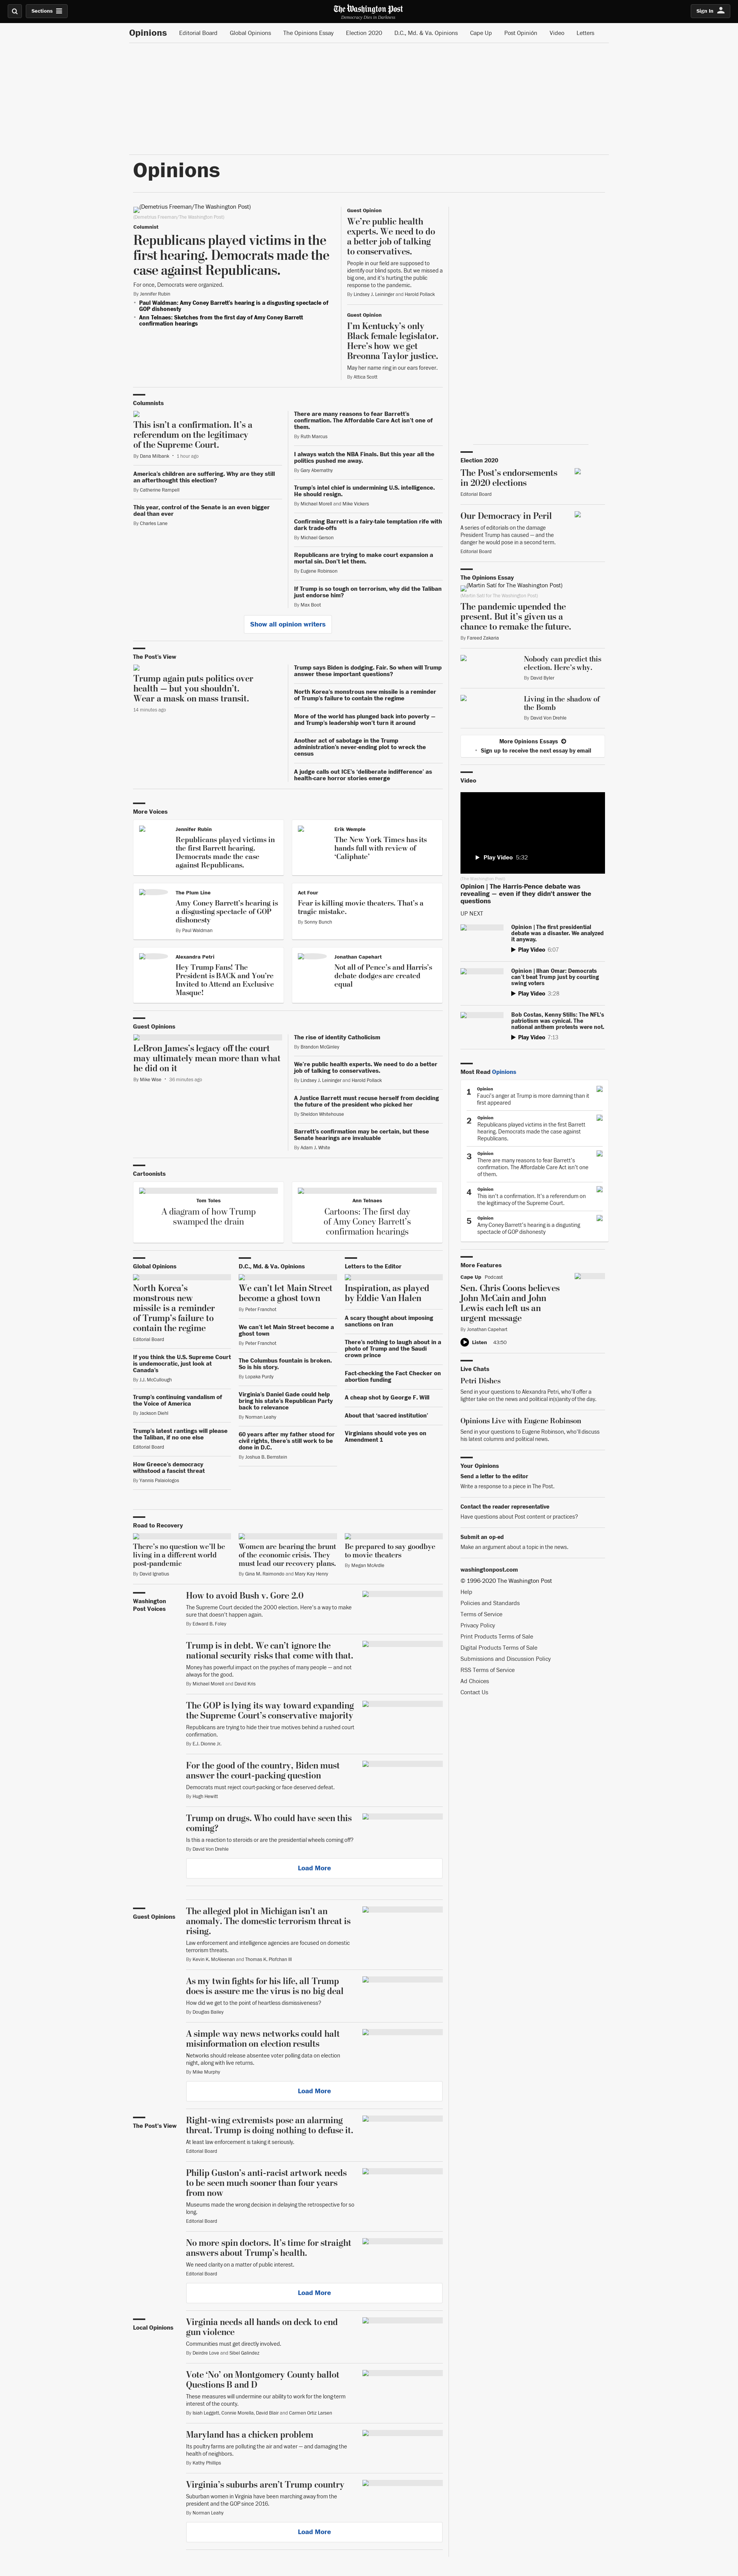 Sections
The Washington Post
Democracy Dies in Darkness
Sign In
Opinions
Editorial Board
Global Opinions
The Opinions Essay
Election 2020
D.C., Md. & Va. Opinions
Cape Up
Post Opinión
Video
Letters
Opinions
(Demetrius Freeman/The Washington Post)
(Demetrius Freeman/The Washington Post)
Columnist
Republicans played victims in the
first hearing. Democrats made the
case against Republicans.
For once, Democrats were organized.
By Jennifer Rubin
Paul Waldman: Amy Coney Barrett's hearing is a disgusting spectacle of
GOP dishonesty
Ann Telnaes: Sketches from the first day of Amy Coney Barrett
confirmation hearings
Guest Opinion
We're public health
experts. We need to do
a better job of talking
to conservatives.
People in our field are supposed to
identify our blind spots. But we missed a
big one, and it's hurting the public
response to the pandemic.
By Lindsey J. Leininger and Harold Pollack
Guest Opinion
I'm Kentucky's only
Black female legislator.
Here's how we get
Breonna Taylor justice.
May her name ring in our ears forever.
By Attica Scott
Columnists
This isn't a confirmation. It's a
referendum on the legitimacy
of the Supreme Court.
By Dana Milbank • 1 hour ago
America's children are suffering. Why are they still
an afterthought this election?
By Catherine Rampell
This year, control of the Senate is an even bigger
deal than ever
By Charles Lane
There are many reasons to fear Barrett's
confirmation. The Affordable Care Act isn't one of
them.
By Ruth Marcus
I always watch the NBA Finals. But this year all the
politics pushed me away.
By Gary Abernathy
Trump's intel chief is undermining U.S. intelligence.
He should resign.
By Michael Morell and Mike Vickers
Confirming Barrett is a fairy-tale temptation rife with
dark trade-offs
By Michael Gerson
Republicans are trying to make court expansion a
mortal sin. Don't let them.
By Eugene Robinson
If Trump is so tough on terrorism, why did the Taliban
just endorse him?
By Max Boot
Show all opinion writers
The Post's View
Trump again puts politics over
health — but you shouldn't.
Wear a mask on mass transit.
14 minutes ago
Trump says Biden is dodging. Fair. So when will Trump
answer these important questions?
North Korea's monstrous new missile is a reminder
of Trump's failure to contain the regime
More of the world has plunged back into poverty —
and Trump's leadership won't turn it around
Another act of sabotage in the Trump
administration's never-ending plot to wreck the
census
A judge calls out ICE's 'deliberate indifference' as
health-care horror stories emerge
More Voices
Jennifer Rubin
Republicans played victims in
the first Barrett hearing.
Democrats made the case
against Republicans.
Erik Wemple
The New York Times has its
hands full with review of
'Caliphate'
The Plum Line
Amy Coney Barrett's hearing is
a disgusting spectacle of GOP
dishonesty
By Paul Waldman
Act Four
Fear is killing movie theaters. That's a
tragic mistake.
By Sonny Bunch
Alexandra Petri
Hey Trump Fans! The
President is BACK and You're
Invited to Attend an Exclusive
Masque!
Jonathan Capehart
Not all of Pence's and Harris's
debate dodges are created
equal
Guest Opinions
LeBron James's legacy off the court
may ultimately mean more than what
he did on it
By Mike Wise • 36 minutes ago
The rise of identity Catholicism
By Brandon McGinley
We're public health experts. We need to do a better
job of talking to conservatives.
By Lindsey J. Leininger and Harold Pollack
A Justice Barrett must recuse herself from deciding
the future of the president who picked her
By Sheldon Whitehouse
Barrett's confirmation may be certain, but these
Senate hearings are invaluable
By Adam J. White
Cartoonists
Tom Toles
A diagram of how Trump
swamped the drain
Ann Telnaes
Cartoons: The first day
of Amy Coney Barrett's
confirmation hearings
Global Opinions
North Korea's
monstrous new
missile is a reminder
of Trump's failure to
contain the regime
Editorial Board
If you think the U.S. Supreme Court
is undemocratic, just look at
Canada's
By J.J. McCullough
Trump's continuing vandalism of
the Voice of America
By Jackson Diehl
Trump's latest rantings will please
the Taliban, if no one else
Editorial Board
How Greece's democracy
withstood a fascist threat
By Yannis Palaiologos
D.C., Md. & Va. Opinions
We can't let Main Street
become a ghost town
By Peter Franchot
We can't let Main Street become a
ghost town
By Peter Franchot
The Columbus fountain is broken.
So is his story.
By Lopaka Purdy
Virginia's Daniel Gade could help
bring his state's Republican Party
back to relevance
By Norman Leahy
60 years after my father stood for
civil rights, there's still work to be
done in D.C.
By Joshua B. Bernstein
Letters to the Editor
Inspiration, as played
by Eddie Van Halen
A scary thought about imposing
sanctions on Iran
There's nothing to laugh about in a
photo of Trump and the Saudi
crown prince
Fact-checking the Fact Checker on
abortion funding
A cheap shot by George F. Will
About that 'sacred institution'
Virginians should vote yes on
Amendment 1
Road to Recovery
There's no question we'll be
living in a different world
post-pandemic
By David Ignatius
Women are bearing the brunt
of the economic crisis. They
must lead our recovery plans.
By Gina M. Raimondo and Mary Kay Henry
Be prepared to say goodbye
to movie theaters
By Megan McArdle
Washington
Post Voices
How to avoid Bush v. Gore 2.0
The Supreme Court decided the 2000 election. Here's a way to make
sure that doesn't happen again.
By Edward B. Foley
Trump is in debt. We can't ignore the
national security risks that come with that.
Money has powerful impact on the psyches of many people — and not
always for the good.
By Michael Morell and David Kris
The GOP is lying its way toward expanding
the Supreme Court's conservative majority
Republicans are trying to hide their true motives behind a rushed court
confirmation.
By E.J. Dionne Jr.
For the good of the country, Biden must
answer the court-packing question
Democrats must reject court-packing or face deserved defeat.
By Hugh Hewitt
Trump on drugs. Who could have seen this
coming?
Is this a reaction to steroids or are the presidential wheels coming off?
By David Von Drehle
Load More
Guest Opinions
The alleged plot in Michigan isn't an
anomaly. The domestic terrorism threat is
rising.
Law enforcement and intelligence agencies are focused on domestic
terrorism threats.
By Kevin K. McAleenan and Thomas K. Plofchan III
As my twin fights for his life, all Trump
does is assure me the virus is no big deal
How did we get to the point of heartless dismissiveness?
By Douglas Bailey
A simple way news networks could halt
misinformation on election results
Networks should release absentee voter polling data on election
night, along with live returns.
By Mike Murphy
Load More
The Post's View
Right-wing extremists pose an alarming
threat. Trump is doing nothing to defuse it.
At least law enforcement is taking it seriously.
Editorial Board
Philip Guston's anti-racist artwork needs
to be seen much sooner than four years
from now
Museums made the wrong decision in delaying the retrospective for so
long.
Editorial Board
No more spin doctors. It's time for straight
answers about Trump's health.
We need clarity on a matter of public interest.
Editorial Board
Load More
Local Opinions
Virginia needs all hands on deck to end
gun violence
Communities must get directly involved.
By Deirdre Love and Sibel Galindez
Vote 'No' on Montgomery County ballot
Questions B and D
These measures will undermine our ability to work for the long term
interest of the county.
By Isiah Leggett, Connie Morella, David Blair and Carmen Ortiz Larsen
Maryland has a chicken problem
Its poultry farms are polluting the air and water — and damaging the
health of neighbors.
By Kathy Phillips
Virginia's suburbs aren't Trump country
Suburban women in Virginia have been marching away from the
president and the GOP since 2016.
By Norman Leahy
Load More
Election 2020
The Post's endorsements
in 2020 elections
Editorial Board
Our Democracy in Peril
A series of editorials on the damage
President Trump has caused — and the
danger he would pose in a second term.
Editorial Board
The Opinions Essay
(Martin Satí for The Washington Post)
(Martin Satí for The Washington Post)
The pandemic upended the
present. But it's given us a
chance to remake the future.
By Fareed Zakaria
Nobody can predict this
election. Here's why.
By David Byler
Living in the shadow of
the Bomb
By David Von Drehle
More Opinions Essays
Sign up to receive the next essay by email
Video
Play Video 5:32
(The Washington Post)
Opinion | The Harris-Pence debate was
revealing — even if they didn't answer the
questions
UP NEXT
Opinion | The first presidential
debate was a disaster. We analyzed
it anyway.
Play Video 6:07
Opinion | Ilhan Omar: Democrats
can't beat Trump just by courting
swing voters
Play Video 3:28
Bob Costas, Kenny Stills: The NFL's
patriotism was cynical. The
national anthem protests were not.
Play Video 7:13
Most Read Opinions
1 Opinion
Fauci's anger at Trump is more damning than it
first appeared
2 Opinion
Republicans played victims in the first Barrett
hearing. Democrats made the case against
Republicans.
3 Opinion
There are many reasons to fear Barrett's
confirmation. The Affordable Care Act isn't one
of them.
4 Opinion
This isn't a confirmation. It's a referendum on
the legitimacy of the Supreme Court.
5 Opinion
Amy Coney Barrett's hearing is a disgusting
spectacle of GOP dishonesty
More Features
Cape Up Podcast
Sen. Chris Coons believes
John McCain and John
Lewis each left us an
urgent message
By Jonathan Capehart
Listen 43:50
Live Chats
Petri Dishes
Send in your questions to Alexandra Petri, who'll offer a
lighter take on the news and political in(s)anity of the day.
Opinions Live with Eugene Robinson
Send in your questions to Eugene Robinson, who'll discuss
his latest columns and political news.
Your Opinions
Send a letter to the editor
Write a response to a piece in The Post.
Contact the reader representative
Have questions about Post content or practices?
Submit an op-ed
Make an argument about a topic in the news.
washingtonpost.com
© 1996-2020 The Washington Post
Help
Policies and Standards
Terms of Service
Privacy Policy
Print Products Terms of Sale
Digital Products Terms of Sale
Submissions and Discussion Policy
RSS Terms of Service
Ad Choices
Contact Us